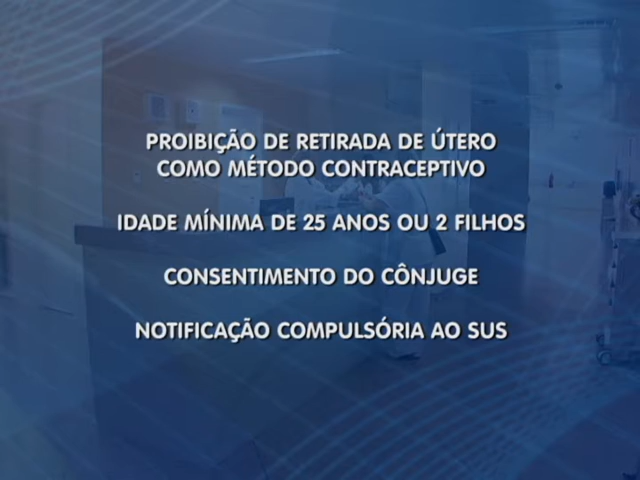 PROIBIÇÃO DE RETIRADA DE ÚTERO
COMO MÉTODO CONTRACEPTIVO
IDADE MÍNIMA DE 25 ANOS OU 2 FILHOS
CONSENTIMENTO DO CÔNJUGE
NOTIFICAÇÃO COMPULSÓRIA AO SUS